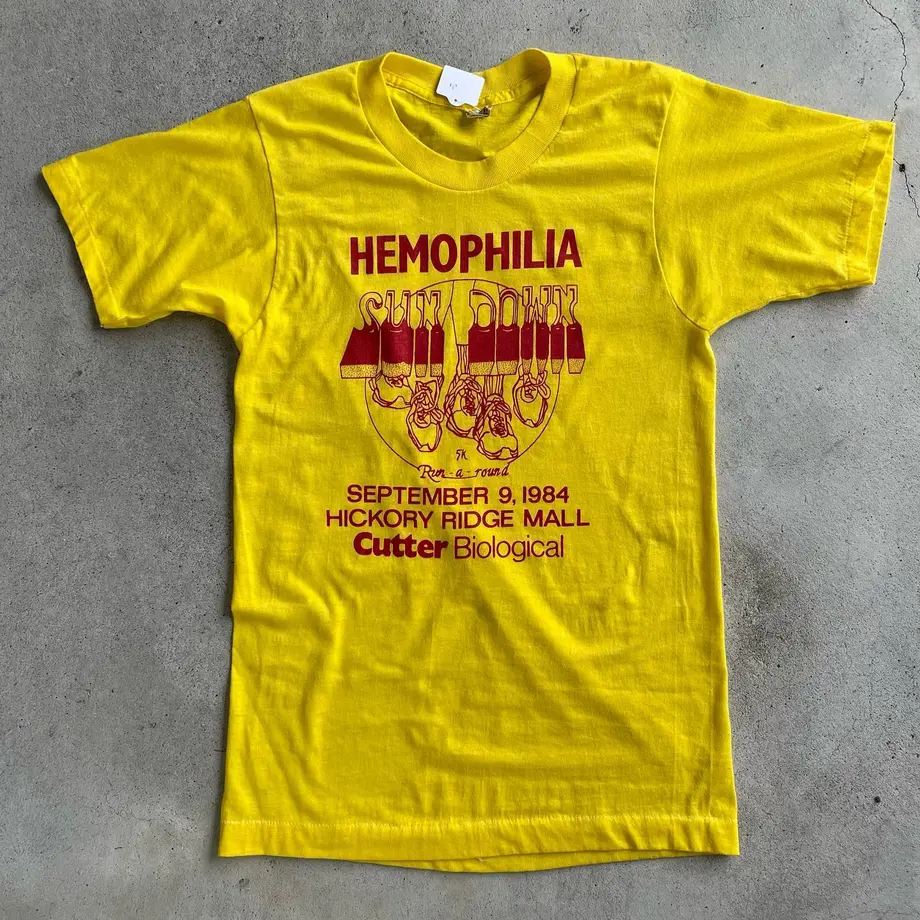 HEMOPHILIA
SUN DOWN
5K
Run-a-round
SEPTEMBER 9, 1984
HICKORY RIDGE MALL
Cutter Biological